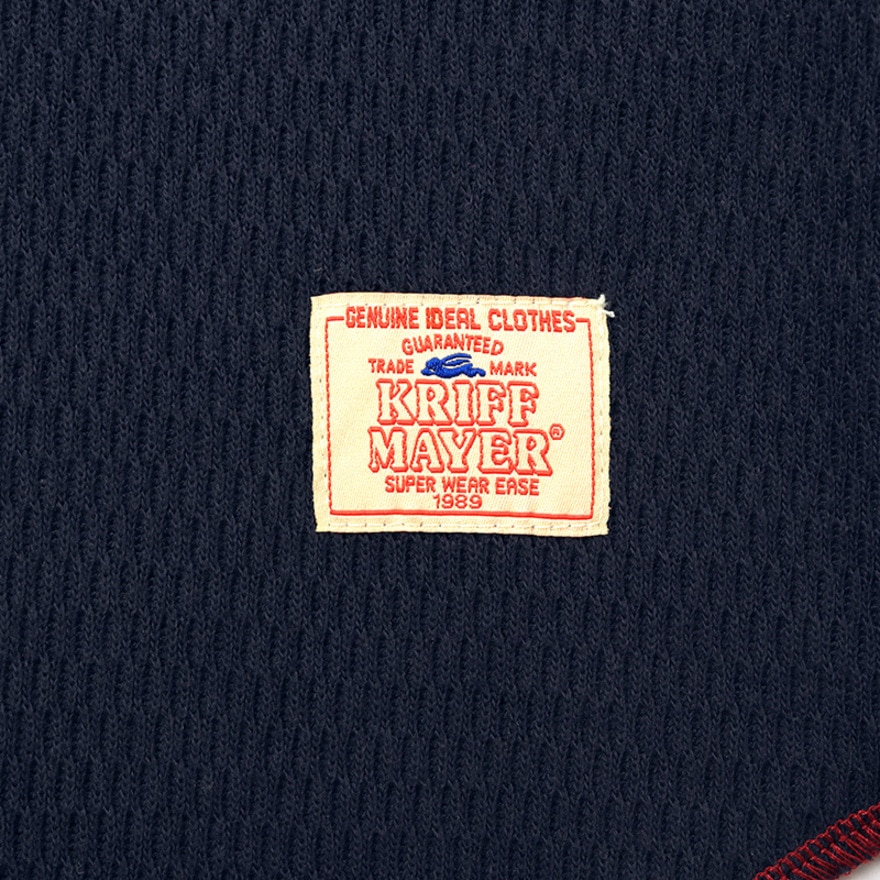 GENUINE IDEAL CLOTHES
GUARANTEED
TRADE MARK
KRIFF
MAYER®
SUPER WEAR EASE
1989